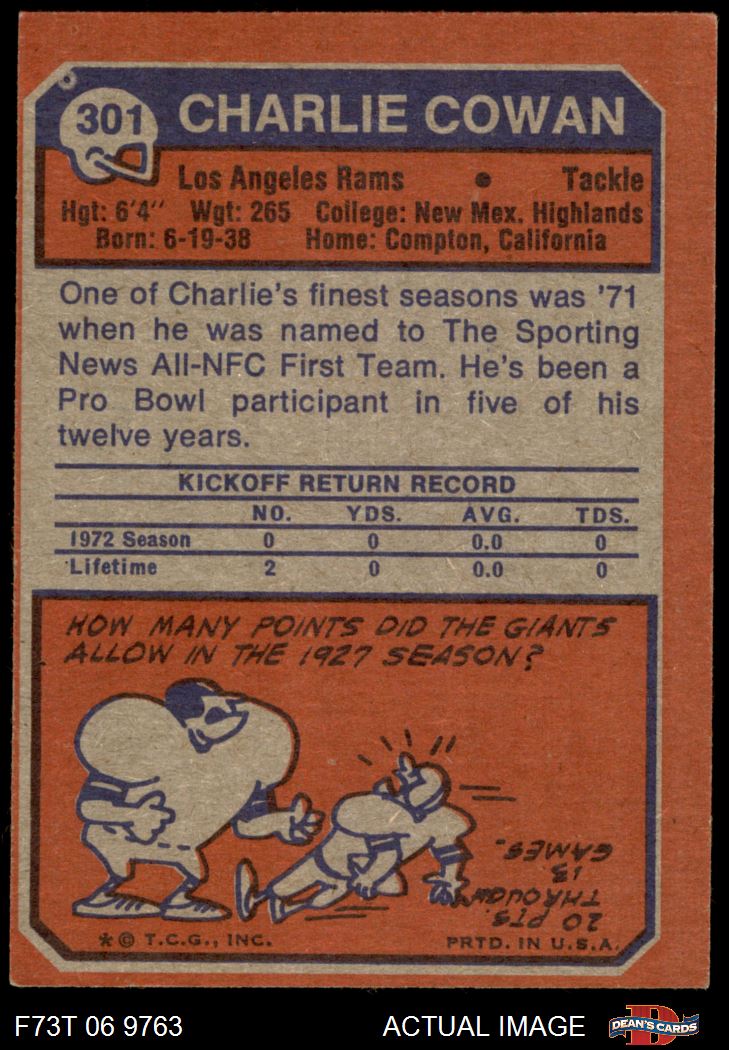 301 CHARLIE COWAN
Los Angeles Rams • Tackle
Hgt: 6'4" Wgt: 265 College: New Mex. Highlands
Born: 6-19-38 Home: Compton, California
One of Charlie's finest seasons was '71
when he was named to The Sporting
News All-NFC First Team. He's been a
Pro Bowl participant in five of his
twelve years.
KICKOFF RETURN RECORD
NO. YDS. AVG. TDS.
1972 Season 0 0 0.0 0
Lifetime 2 0 0.0 0
HOW MANY POINTS DID THE GIANTS
ALLOW IN THE 1927 SEASON?
20 PTS.
THROUGH
13
GAMES.
* © T.C.G., INC. PRTD. IN U.S.A.
F73T 06 9763 ACTUAL IMAGE DEAN'S CARDS